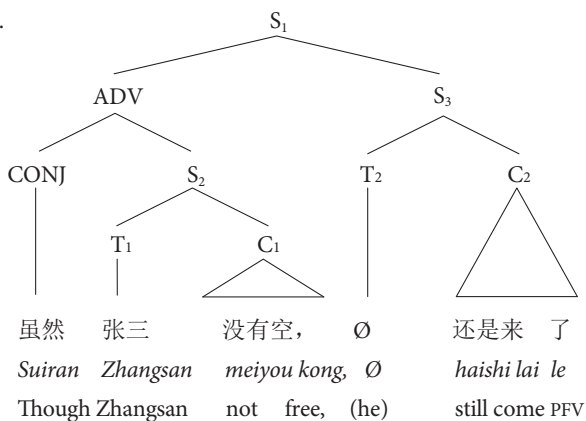 .
S₁
ADV S₃
CONJ S₂ T₂ C₂
T₁ C₁
虽然 张三 没有空， Ø 还是来 了
Suiran Zhangsan meiyou kong, Ø haishi lai le
Though Zhangsan not free, (he) still come PFV